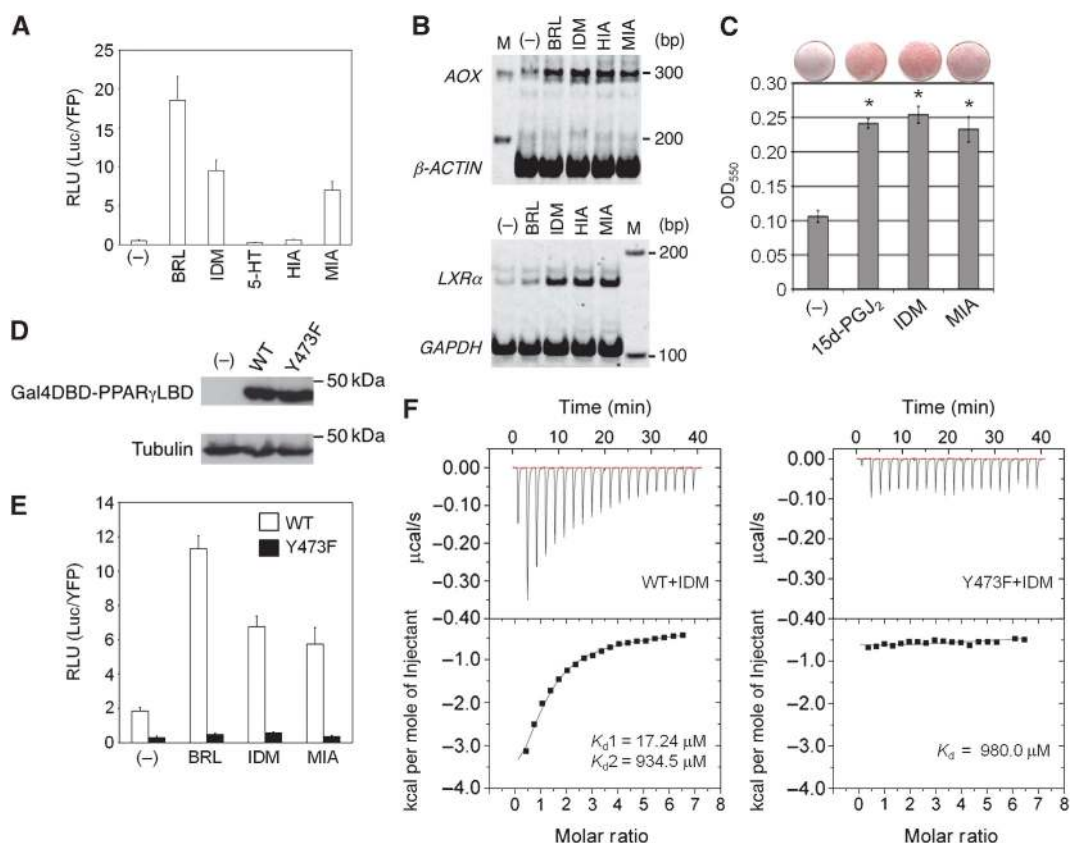 A
RLU (Luc/YFP)
25
20
15
10
5
0
(–)
BRL
IDM
5-HT
HIA
MIA
B
M
(–)
BRL
IDM
HIA
MIA
(bp)
AOX
300
200
β-ACTIN
(–)
BRL
IDM
HIA
MIA
M
(bp)
200
LXRα
GAPDH
100
C
OD550
0.30
0.25
0.20
0.15
0.10
0.05
0
* * *
(–)
15d-PGJ2
IDM
MIA
D
(–)
WT
Y473F
Gal4DBD-PPARγLBD
50 kDa
Tubulin
50 kDa
E
RLU (Luc/YFP)
14
12
10
8
6
4
2
0
WT
Y473F
(–) BRL IDM MIA
F
Time (min)
0 10 20 30 40
μcal/s
0.00
–0.10
–0.20
–0.30
–0.40
WT+IDM
kcal per mole of Injectant
–1.0
–2.0
–3.0
–4.0
Kd1 = 17.24 μM
Kd2 = 934.5 μM
0 1 2 3 4 5 6 7 8
Molar ratio
Time (min)
0 10 20 30 40
μcal/s
0.00
–0.10
–0.20
–0.30
–0.40
Y473F+IDM
kcal per mole of Injectant
–1.0
–2.0
–3.0
–4.0
Kd = 980.0 μM
0 1 2 3 4 5 6 7 8
Molar ratio